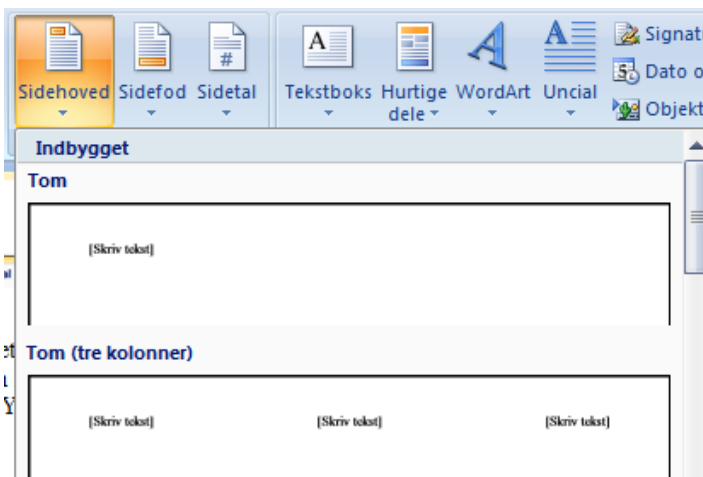 Sidehoved Sidefod Sidetal
#
A
Tekstboks Hurtige dele WordArt Uncial
A
A
Signat
Dato o
Objekt
Indbygget
Tom
[Skriv tekst]
Tom (tre kolonner)
[Skriv tekst] [Skriv tekst] [Skriv tekst]
et
Y